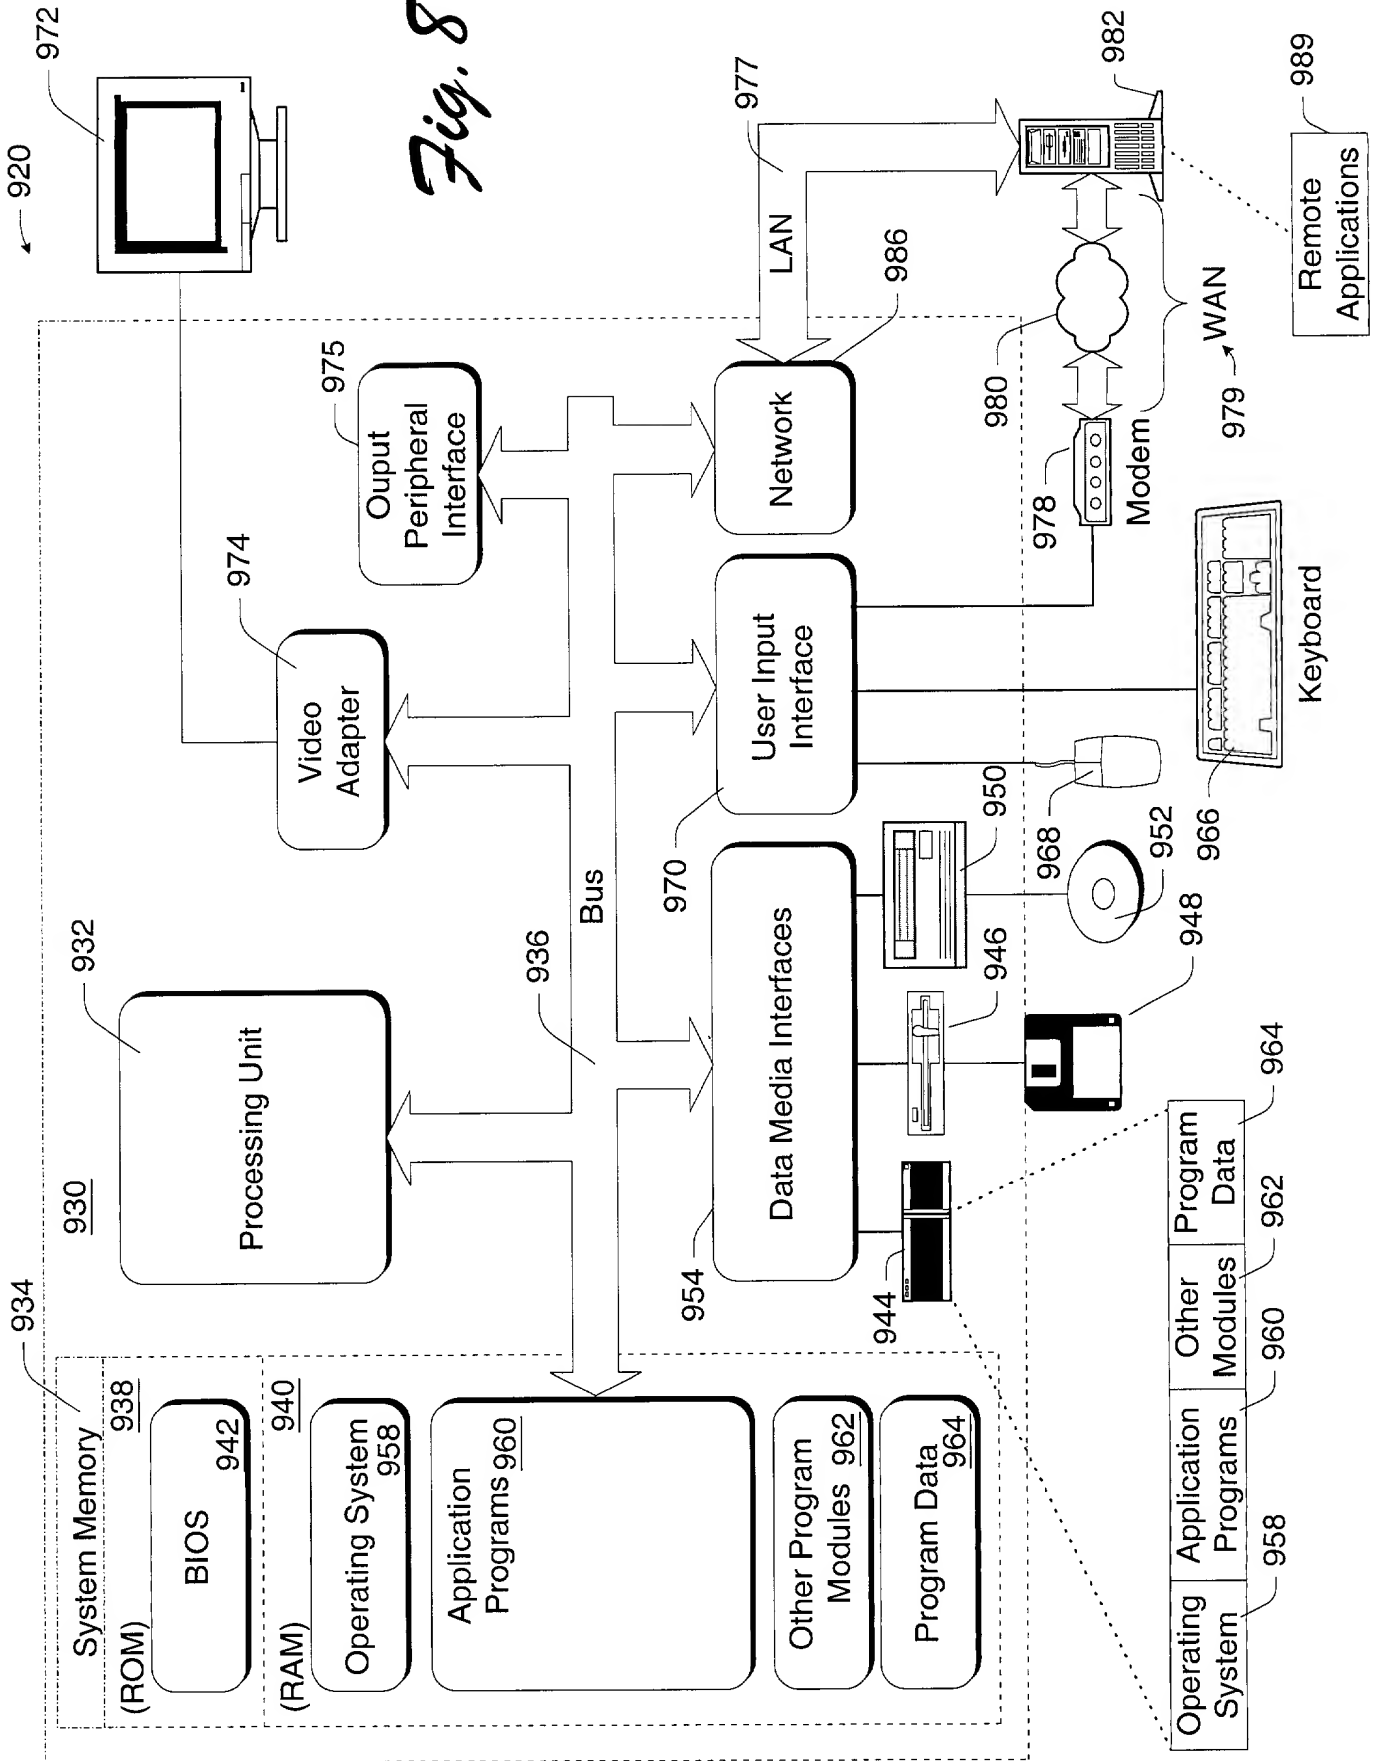 920
934
930
932
972
System Memory
938
(ROM)
BIOS
942
940
(RAM)
Operating System
958
Application
Programs 960
Other Program
Modules 962
Program Data
964
Processing Unit
974
Video
Adapter
975
Ouput
Peripheral
Interface
Fig. 8
936
Bus
977
LAN
954
Data Media Interfaces
970
User Input
Interface
Network
986
944
946
950
968
978
Modem
980
982
948
952
966
Keyboard
979
WAN
Operating
System
Application
Programs
Other
Modules
Program
Data
958
960
962
964
Remote
Applications
989